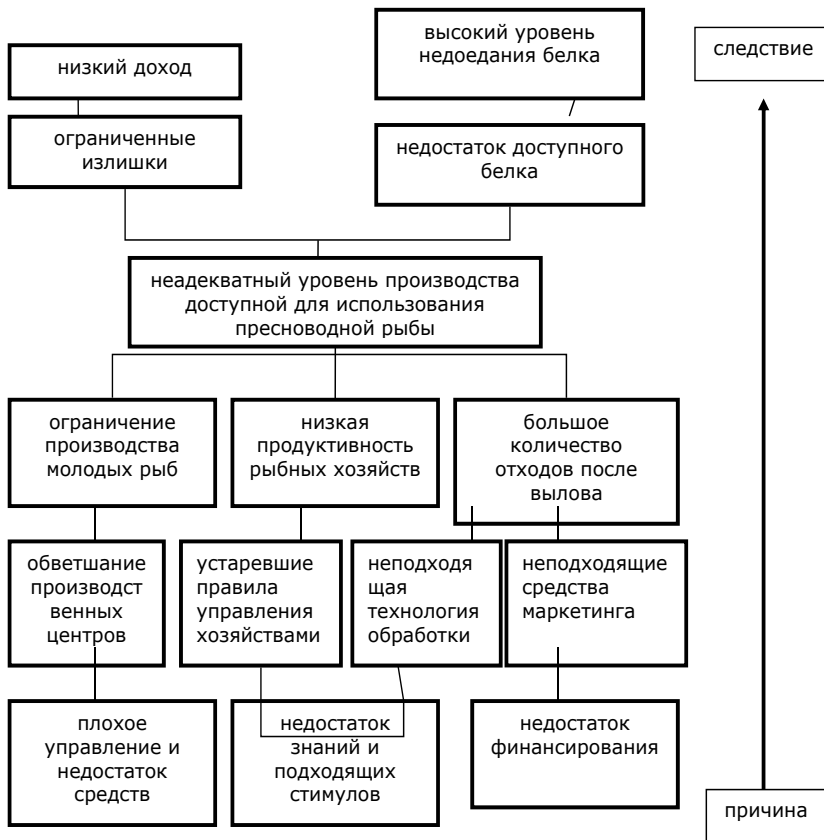 высокий уровень
недоедания белка
следствие
низкий доход
ограниченные
излишки
недостаток доступного
белка
неадекватный уровень производства
доступной для использования
пресноводной рыбы
ограничение
производства
молодых рыб
низкая
продуктивность
рыбных хозяйств
большое
количество
отходов после
вылова
обветшание
производст
венных
центров
устаревшие
правила
управления
хозяйствами
неподходя
щая
технология
обработки
неподходящие
средства
маркетинга
плохое
управление и
недостаток
средств
недостаток
знаний и
подходящих
стимулов
недостаток
финансирования
причина